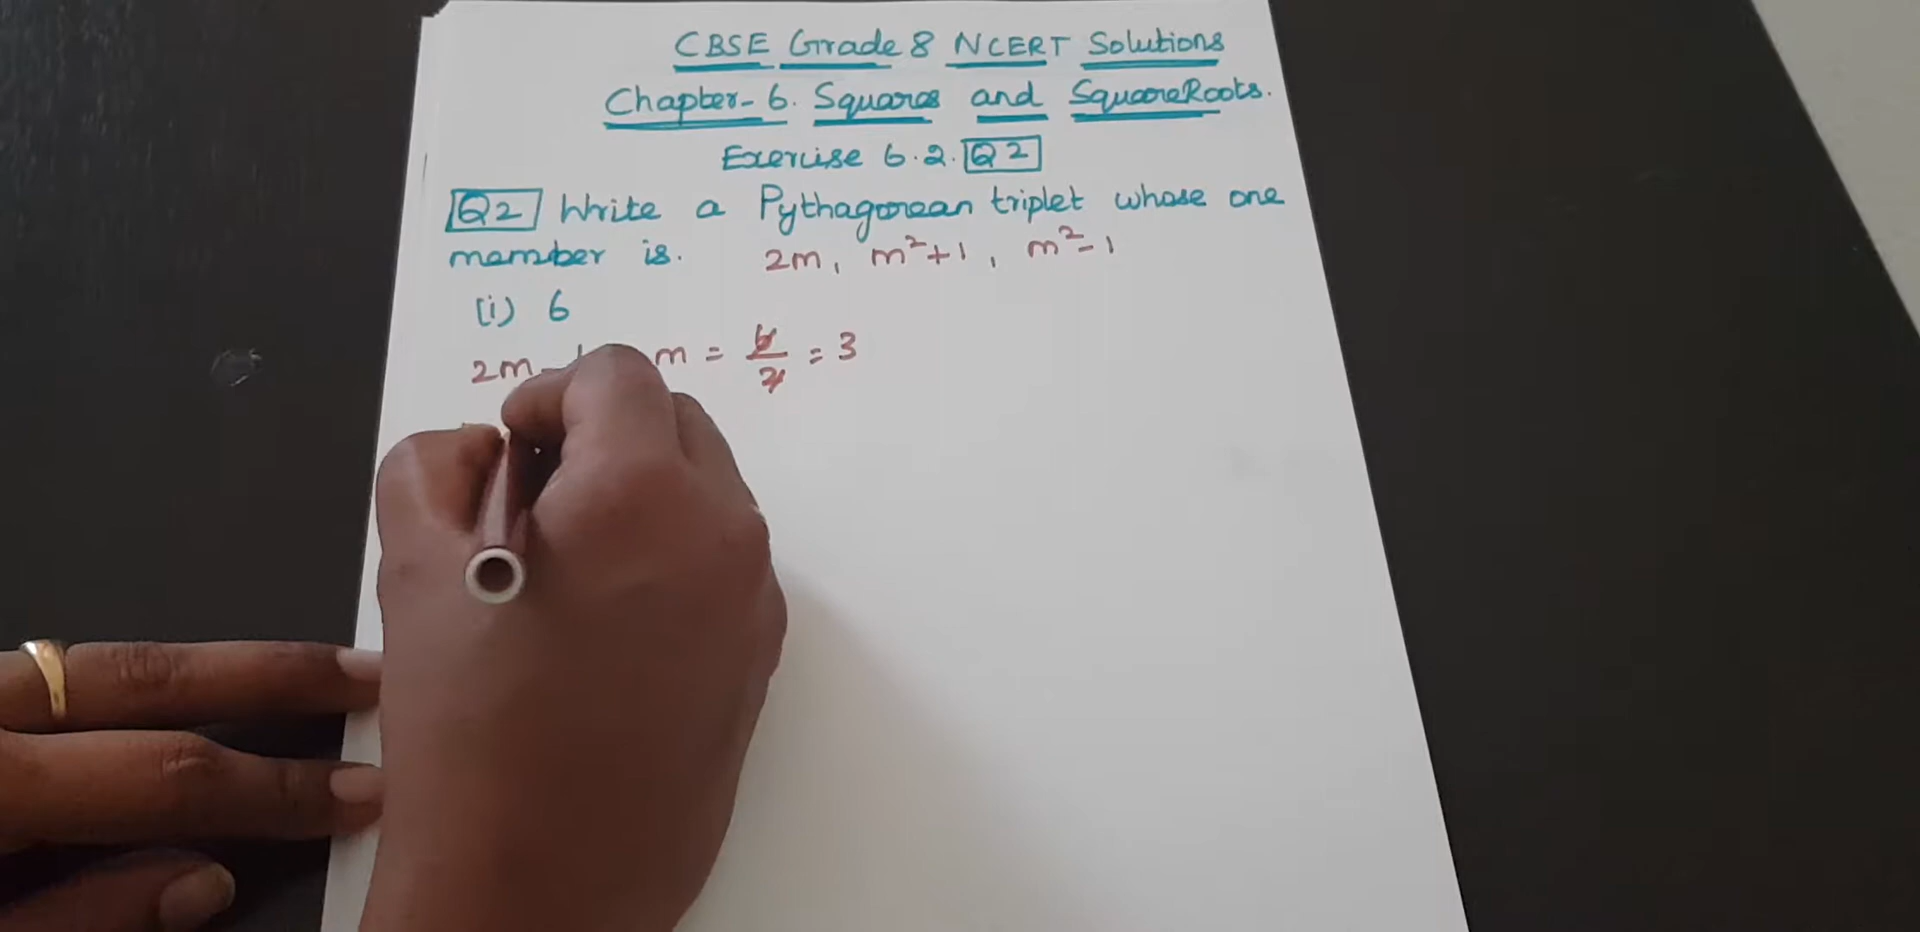 CBSE Grade 8 NCERT Solutions
Chapter-6. Squares and SquareRoots.
Exercise 6.2. Q2
Q2 Write a Pythagorean triplet whose one
member is. 2m, m²+1, m²-1
(i) 6
2m m = 6/2 = 3